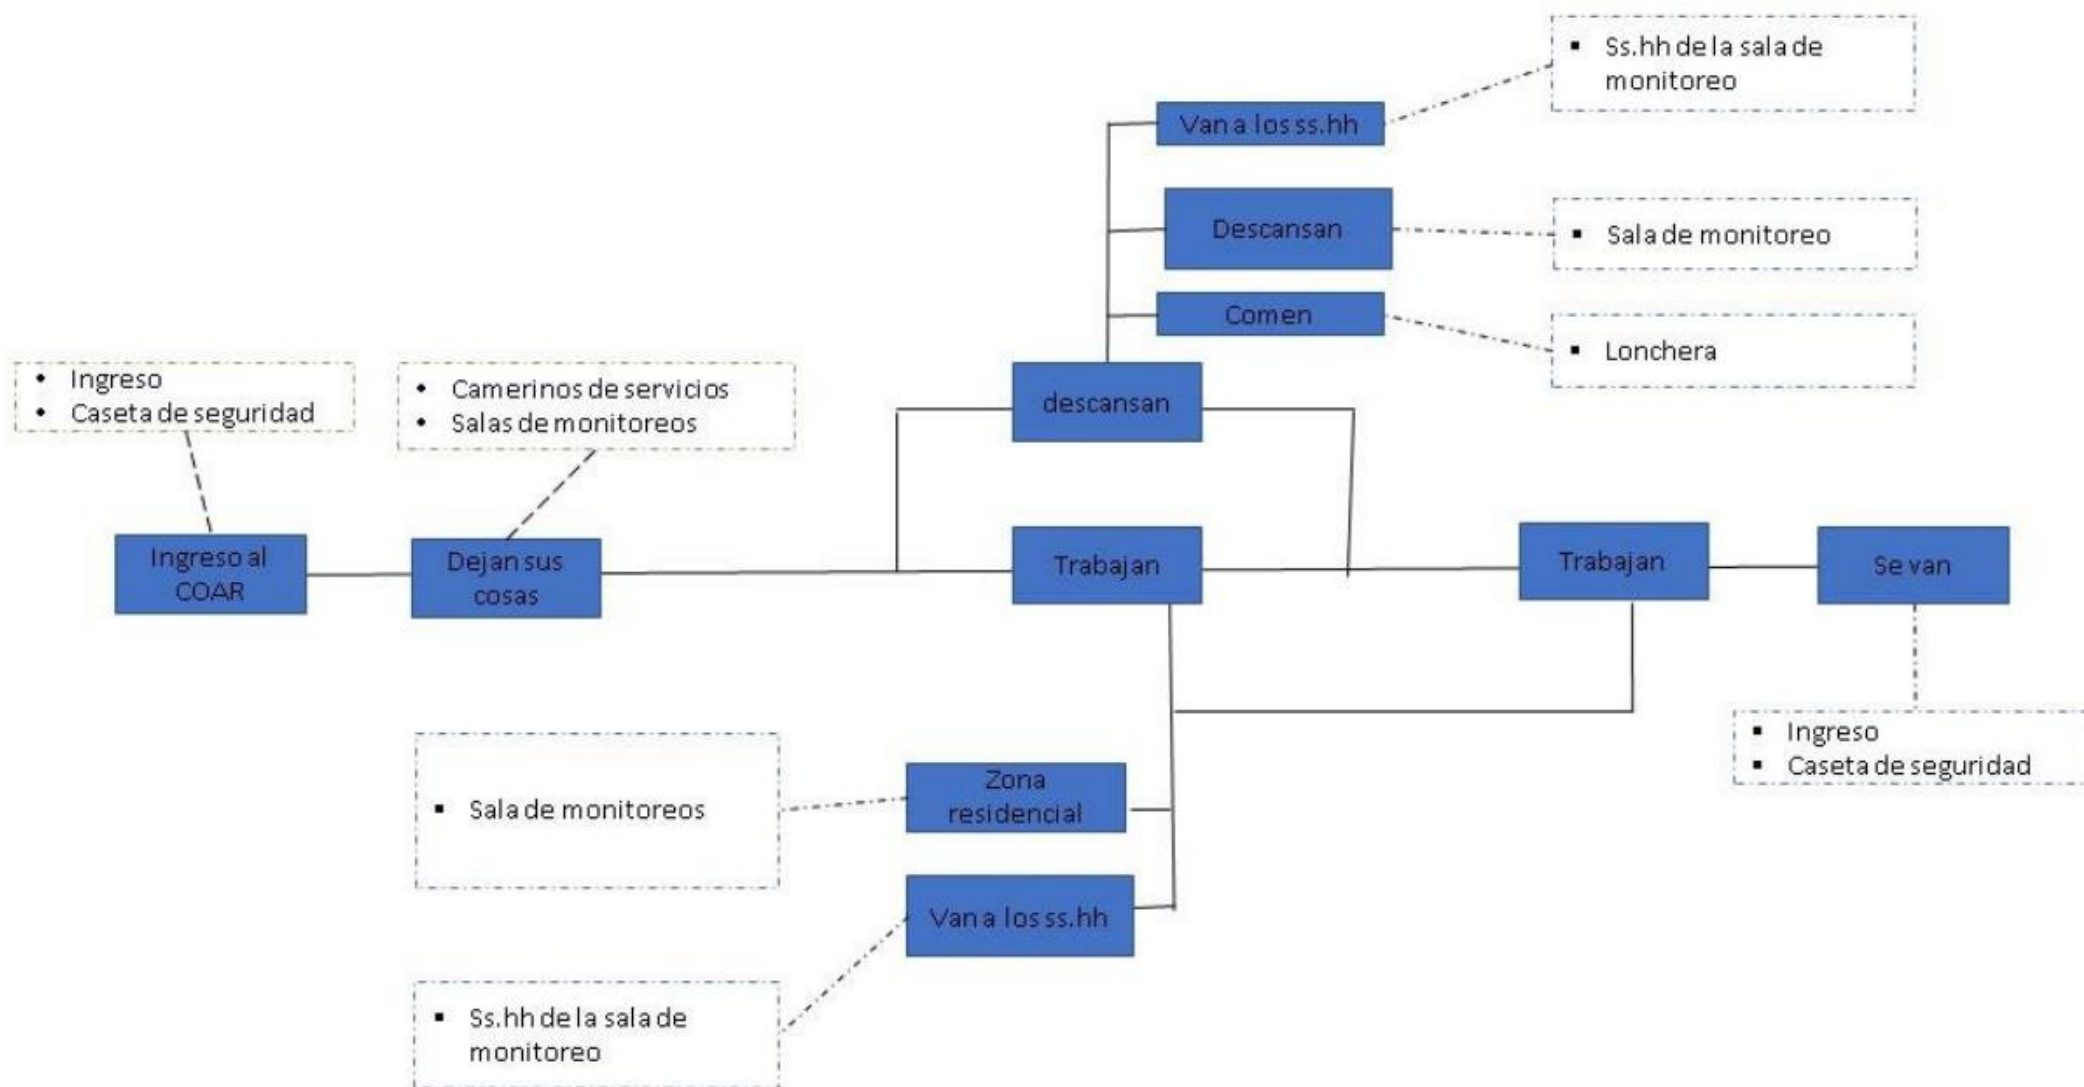 Ss.hh de la sala de
monitoreo
Van a los ss.hh
Descansan
Sala de monitoreo
Comen
Lonchera
Ingreso
Caseta de seguridad
Camerinos de servicios
Salas de monitoreos
descansan
Ingreso al
COAR
Dejan sus
cosas
Trabajan
Trabajan
Se van
Ingreso
Caseta de seguridad
Sala de monitoreos
Zona
residencial
Van a los ss.hh
Ss.hh de la sala de
monitoreo